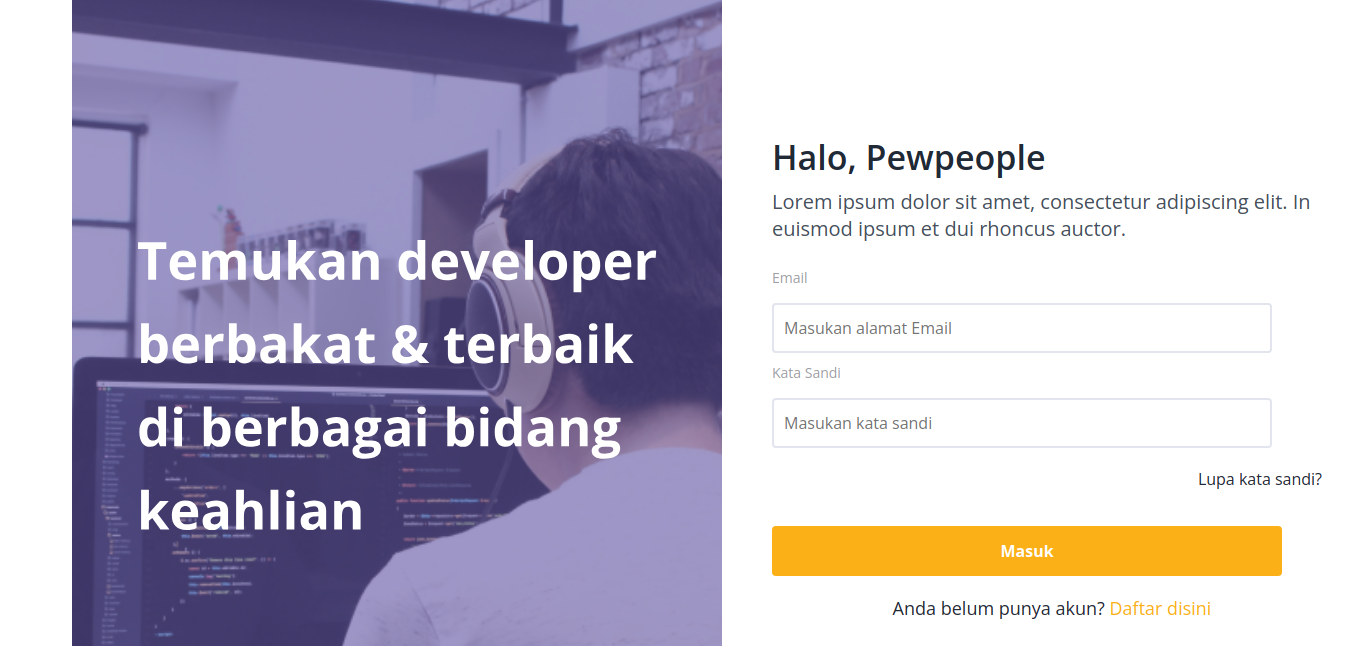 Temukan developer
berbakat & terbaik
di berbagai bidang
keahlian
Halo, Pewpeople
Lorem ipsum dolor sit amet, consectetur adipiscing elit. In
euismod ipsum et dui rhoncus auctor.
Email
Masukan alamat Email
Kata Sandi
Masukan kata sandi
Lupa kata sandi?
Masuk
Anda belum punya akun? Daftar disini